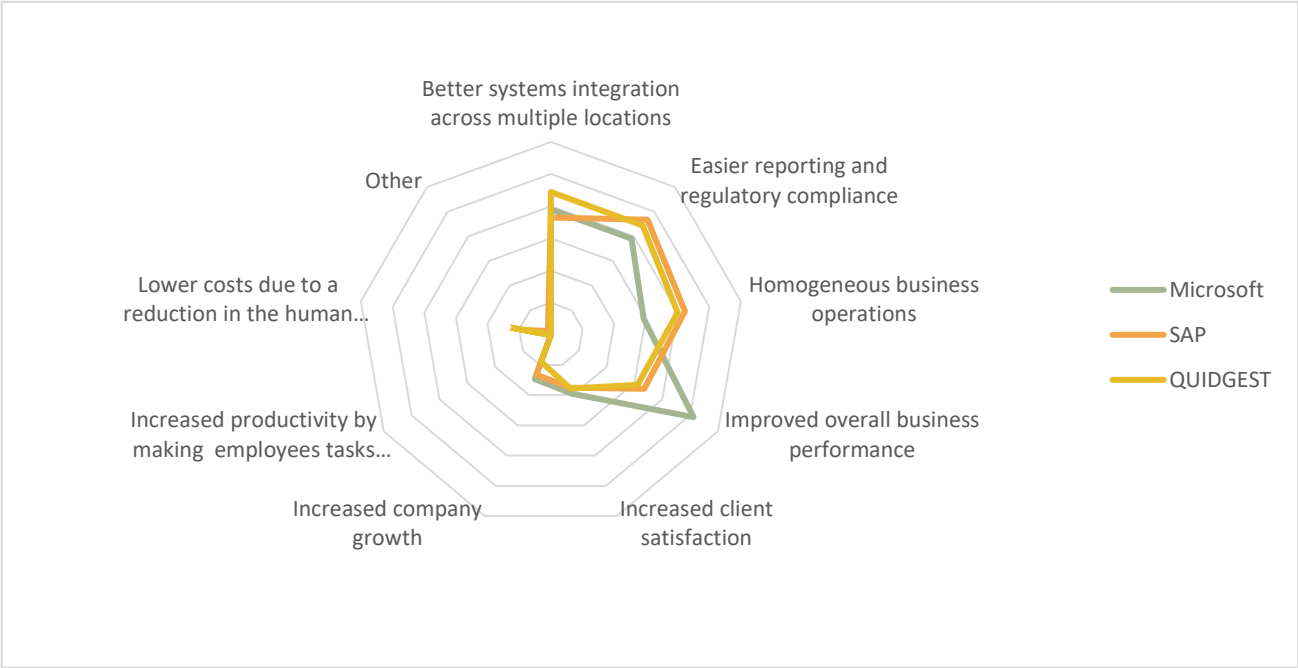 Better systems integration
across multiple locations
Easier reporting and
regulatory compliance
Homogeneous business
operations
Improved overall business
performance
Increased client
satisfaction
Increased company
growth
Increased productivity by
making  employees tasks...
Lower costs due to a
reduction in the human...
Other
Microsoft
SAP
QUIDGEST